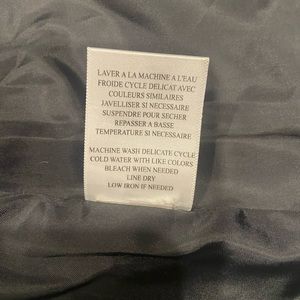 LAVER A LA MACHINE A L'EAU
FROIDE CYCLE DELICAT AVEC
COULEURS SIMILAIRES
JAVELLISER SI NECESSAIRE
SUSPENDRE POUR SECHER
REPASSER A BASSE
TEMPERATURE SI NECESSAIRE
MACHINE WASH DELICATE CYCLE
COLD WATER WITH LIKE COLORS
BLEACH WHEN NEEDED
LINE DRY
LOW IRON IF NEEDED